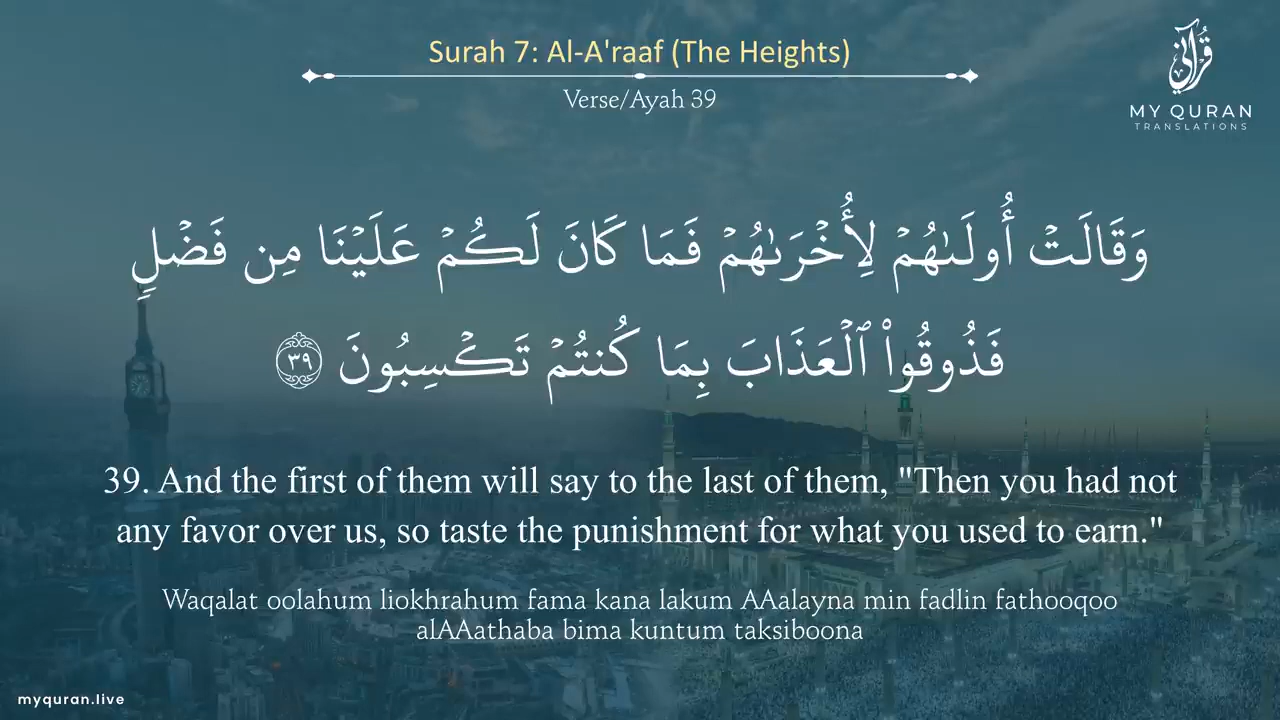 Surah 7: Al-A'raaf (The Heights)
Verse/Ayah 39
قرآني
MY QURAN
TRANSLATIONS
وَقَالَتْ أُولَىٰهُمْ لِأُخْرَىٰهُمْ فَمَا كَانَ لَكُمْ عَلَيْنَا مِن فَضْلٍ
فَذُوقُوا۟ ٱلْعَذَابَ بِمَا كُنتُمْ تَكْسِبُونَ ٣٩
39. And the first of them will say to the last of them, "Then you had not
any favor over us, so taste the punishment for what you used to earn."
Waqalat oolahum liokhrahum fama kana lakum AAalayna min fadlin fathooqoo
alAAathaba bima kuntum taksiboona
myquran.live